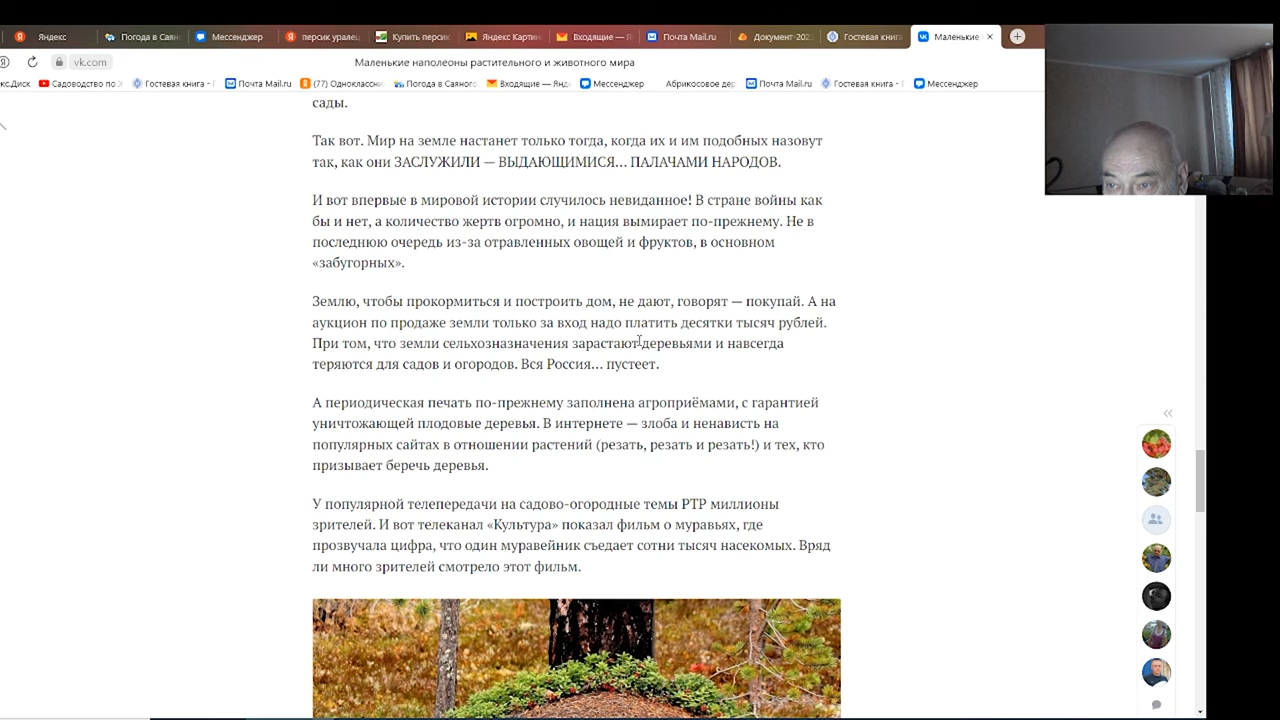 Яндекс
Погода в Саян
Мессенджер
персик уралец
Купить персик
Яндекс Картин
Входящие — Я
Почта Mail.ru
Документ-202
Гостевая книга
Маленькие
vk.com
Маленькие наполеоны растительного и животного мира
кс.Диск
Садоводство по
Гостевая книга -
Почта Mail.ru
(77) Одноклассн
Погода в Саяного
Входящие — Янд
Мессенджер
Абрикосовое дер
Почта Mail.ru
Гостевая книга -
Мессенджер
сады.
Так вот. Мир на земле настанет только тогда, когда их и им подобных назовут
так, как они ЗАСЛУЖИЛИ — ВЫДАЮЩИМИСЯ... ПАЛАЧАМИ НАРОДОВ.
И вот впервые в мировой истории случилось невиданное! В стране войны как
бы и нет, а количество жертв огромно, и нация вымирает по-прежнему. Не в
последнюю очередь из-за отравленных овощей и фруктов, в основном
«забугорных».
Землю, чтобы прокормиться и построить дом, не дают, говорят — покупай. А на
аукцион по продаже земли только за вход надо платить десятки тысяч рублей.
При том, что земли сельхозназначения зарастают деревьями и навсегда
теряются для садов и огородов. Вся Россия... пустеет.
А периодическая печать по-прежнему заполнена агроприёмами, с гарантией
уничтожающей плодовые деревья. В интернете — злоба и ненависть на
популярных сайтах в отношении растений (резать, резать и резать!) и тех, кто
призывает беречь деревья.
У популярной телепередачи на садово-огородные темы РТР миллионы
зрителей. И вот телеканал «Культура» показал фильм о муравьях, где
прозвучала цифра, что один муравейник съедает сотни тысяч насекомых. Вряд
ли много зрителей смотрело этот фильм.